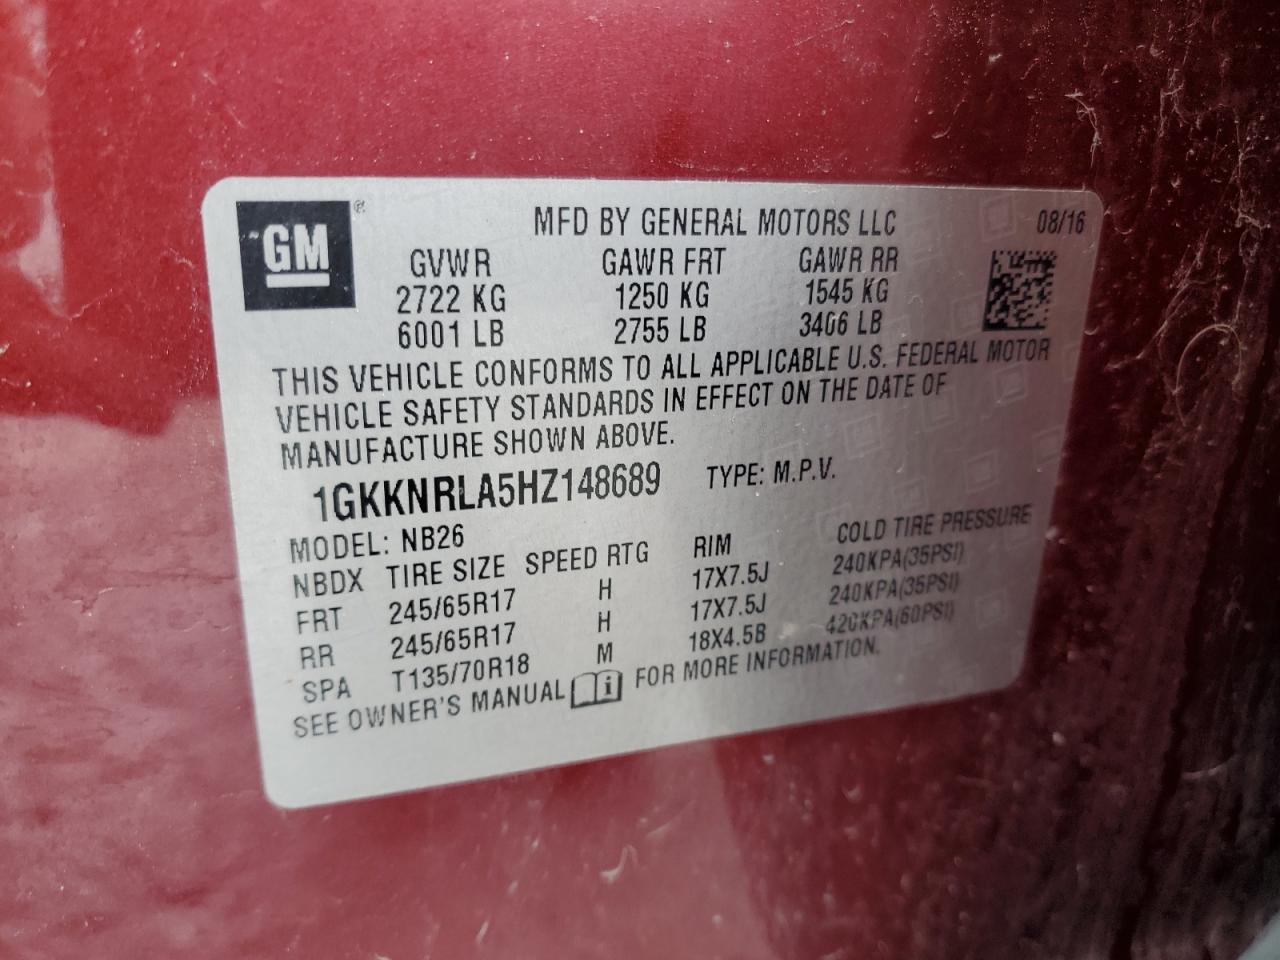 GM®
MFD BY GENERAL MOTORS LLC 08/16
GVWR GAWR FRT GAWR RR
2722 KG 1250 KG 1545 KG
6001 LB 2755 LB 3406 LB
THIS VEHICLE CONFORMS TO ALL APPLICABLE U.S. FEDERAL MOTOR
VEHICLE SAFETY STANDARDS IN EFFECT ON THE DATE OF
MANUFACTURE SHOWN ABOVE.
1GKKNRLA5HZ148689 TYPE: M.P.V.
MODEL: NB26
NBDX TIRE SIZE SPEED RTG RIM COLD TIRE PRESSURE
FRT 245/65R17 H 17X7.5J 240KPA(35PSI)
RR 245/65R17 H 17X7.5J 240KPA(35PSI)
SPA T135/70R18 M 18X4.5B 420KPA(60PSI)
SEE OWNER'S MANUAL i FOR MORE INFORMATION.